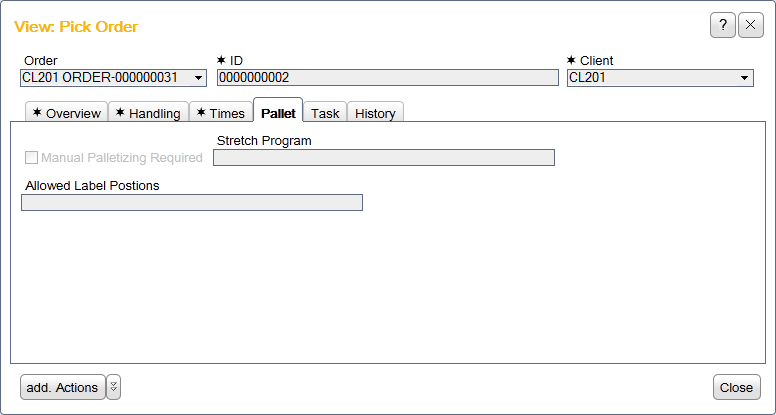 View: Pick Order
?
Order ✶ ID ✶ Client
CL201 ORDER-000000031 0000000002 CL201
✶ Overview ✶ Handling ✶ Times Pallet Task History
Stretch Program
Manual Palletizing Required
Allowed Label Postions
add. Actions Close